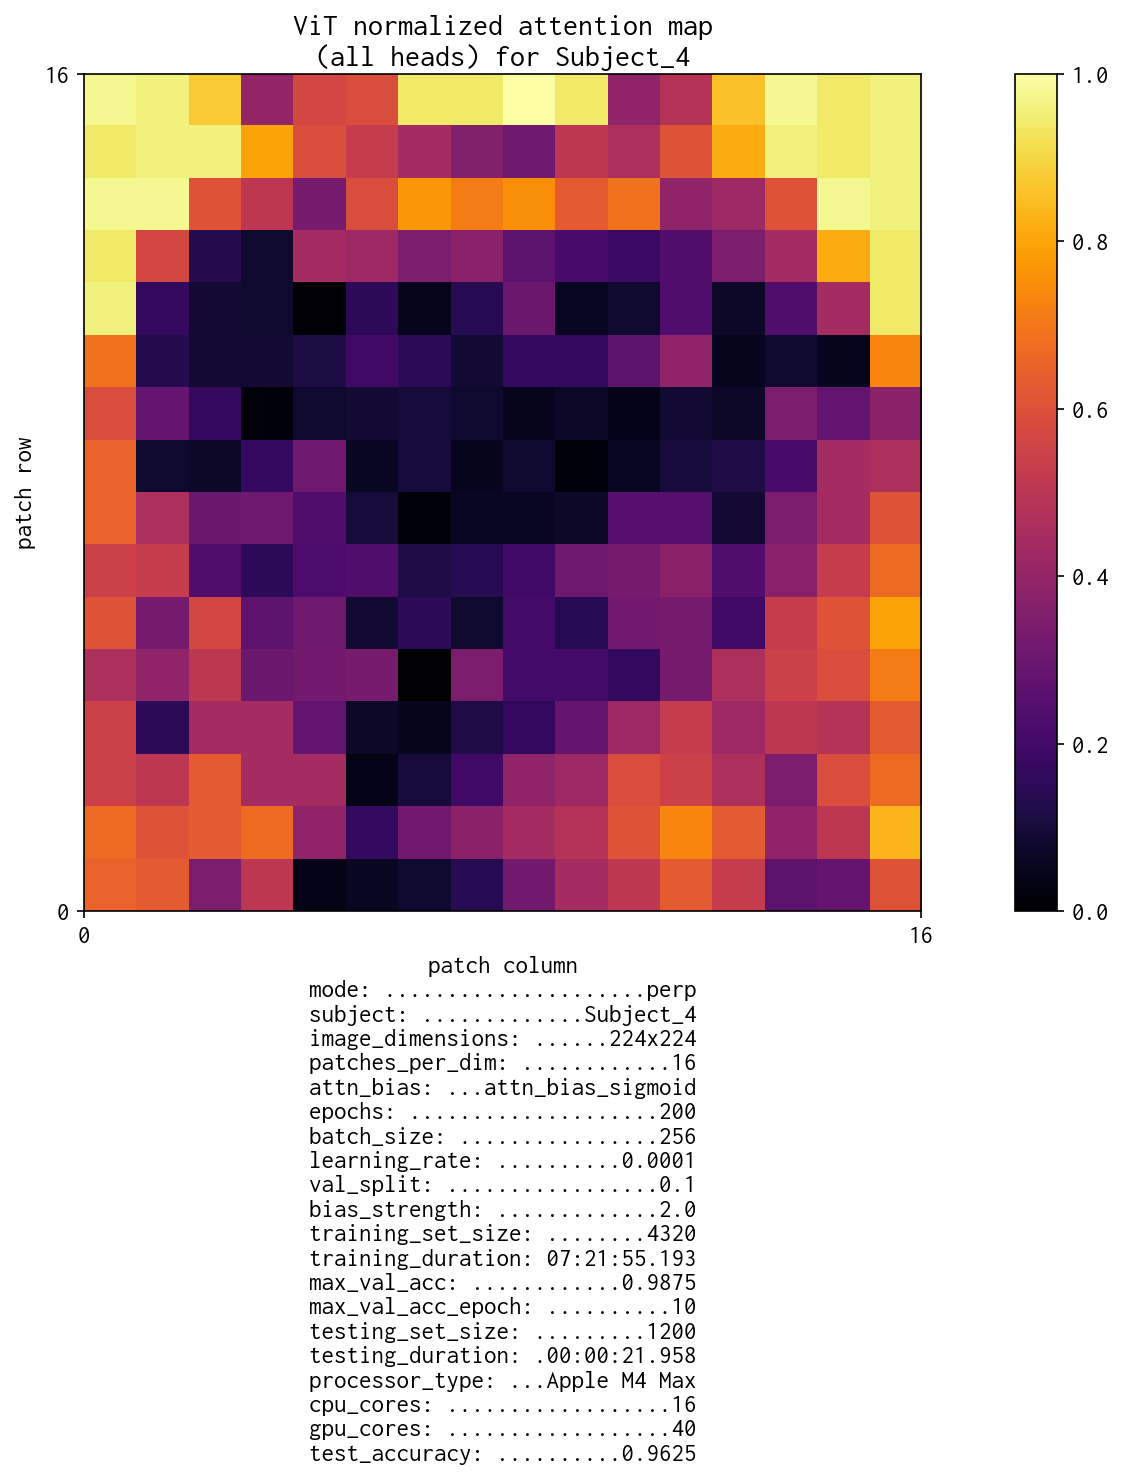 ViT normalized attention map
(all heads) for Subject_4
16
patch row
0
0
16
patch column
1.0
0.8
0.6
0.4
0.2
0.0
mode: .....................perp
subject: .............Subject_4
image_dimensions: ......224x224
patches_per_dim: ............16
attn_bias: ...attn_bias_sigmoid
epochs: ....................200
batch_size: ................256
learning_rate: ..........0.0001
val_split: .................0.1
bias_strength: .............2.0
training_set_size: ........4320
training_duration: 07:21:55.193
max_val_acc: ............0.9875
max_val_acc_epoch: ..........10
testing_set_size: .........1200
testing_duration: .00:00:21.958
processor_type: ...Apple M4 Max
cpu_cores: ..................16
gpu_cores: ..................40
test_accuracy: ..........0.9625